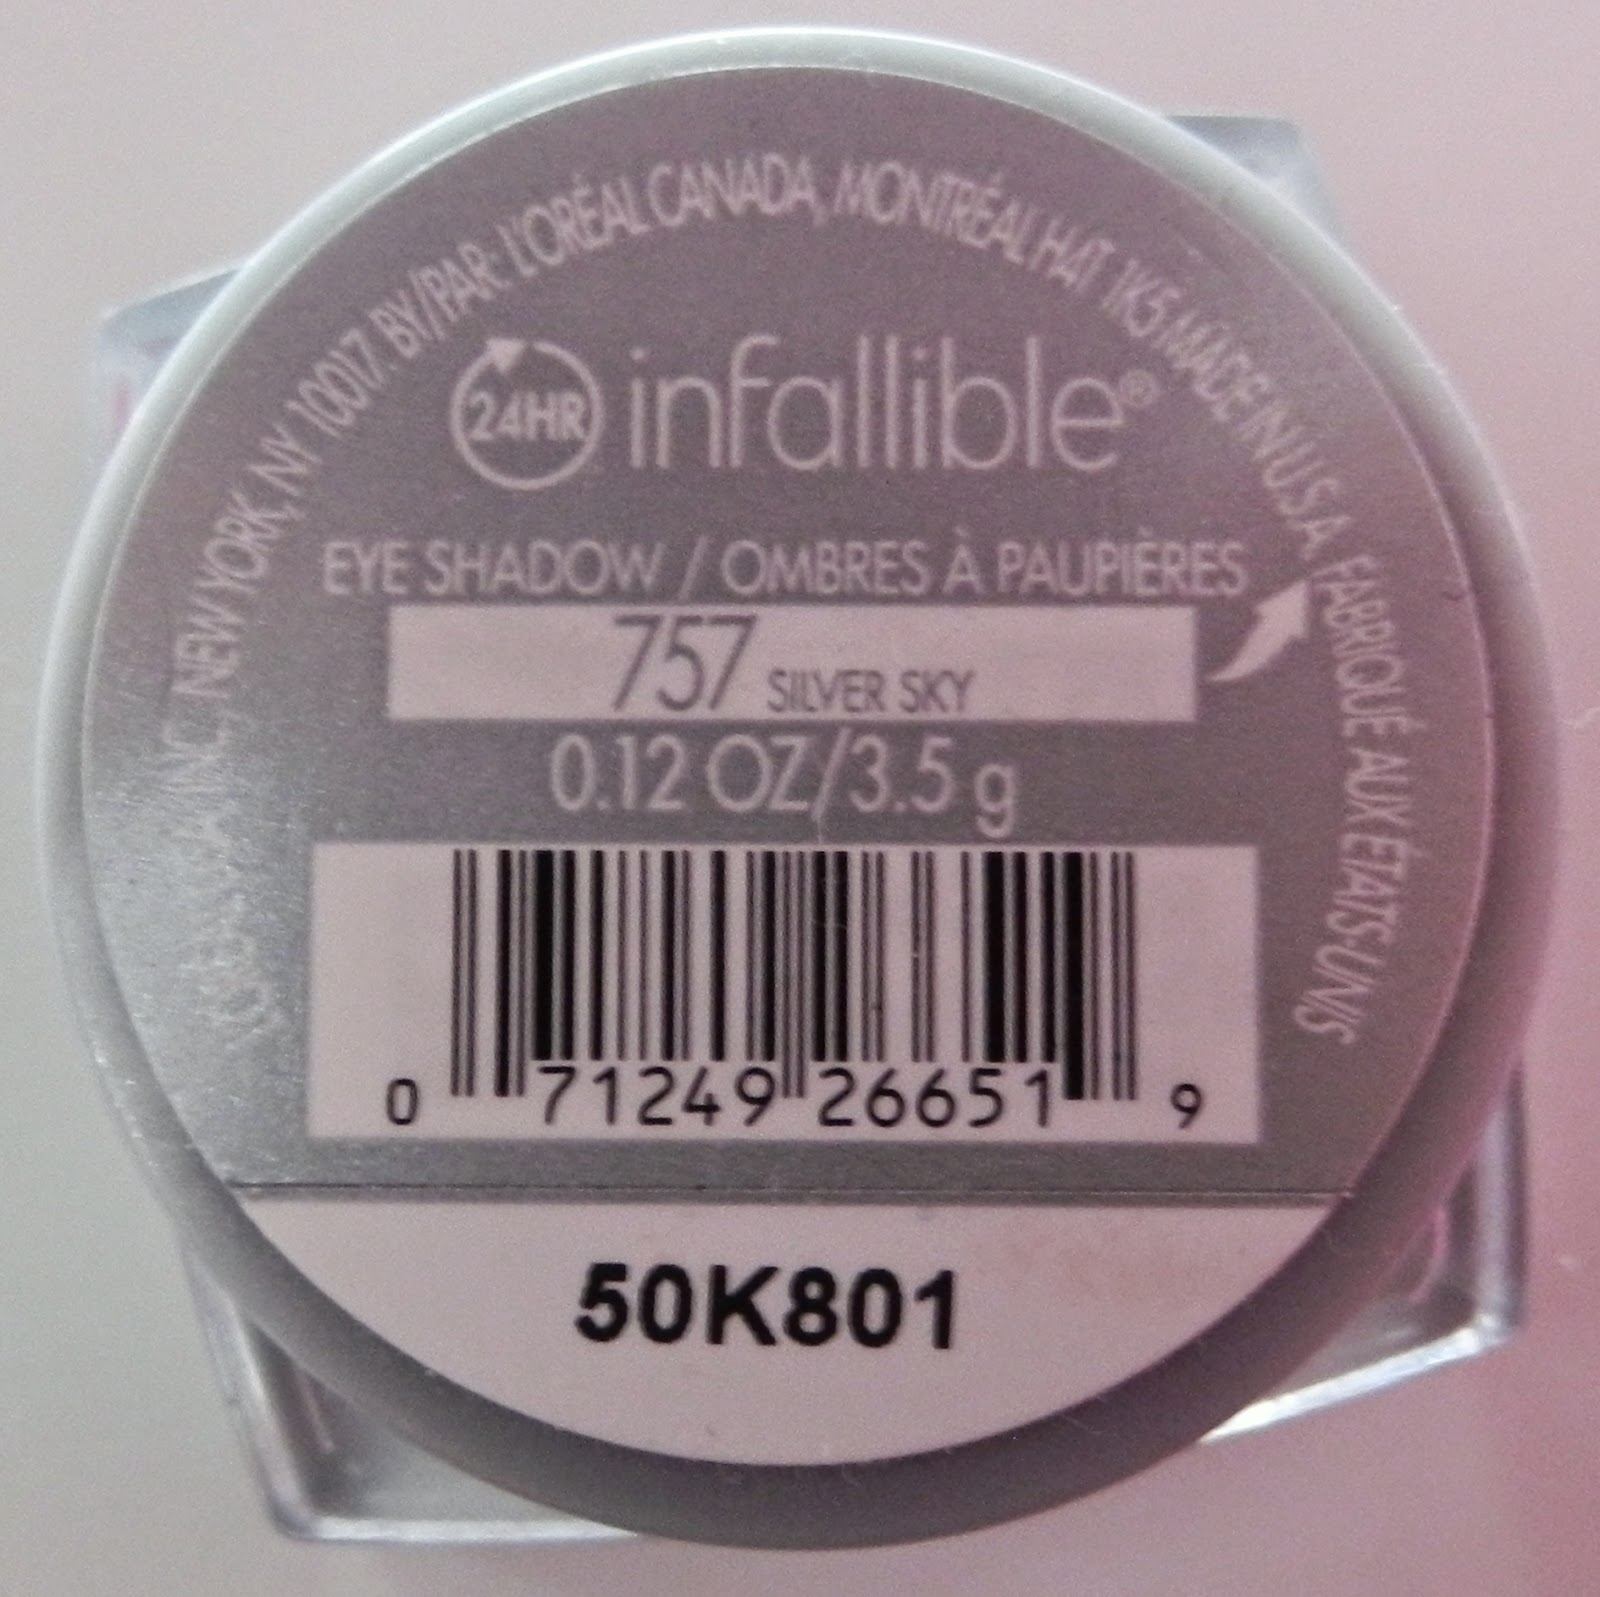 USA INC., NEW YORK, NY 10017. BY/PAR: L'ORÉAL CANADA, MONTRÉAL H4T 1K5 MADE IN U.S.A. FABRIQUÉ AUX ÉTATS-UNIS
24HR infallible®
EYE SHADOW / OMBRES À PAUPIÈRES
757 SILVER SKY
0.12 OZ/3.5 g
0 71249 26651 9
50K801